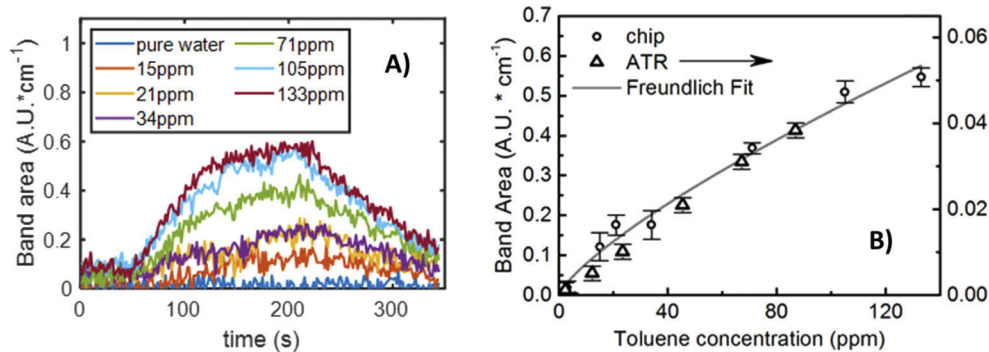 A)
pure water
71ppm
15ppm
105ppm
21ppm
133ppm
34ppm
Band area (A.U.*cm⁻¹)
1
0.8
0.6
0.4
0.2
0
0
100
200
300
time (s)
B)
chip
ATR
Freundlich Fit
Band Area (A.U. * cm⁻¹)
0.7
0.6
0.5
0.4
0.3
0.2
0.1
0.0
0.06
0.04
0.02
0.00
0
40
80
120
Toluene concentration (ppm)